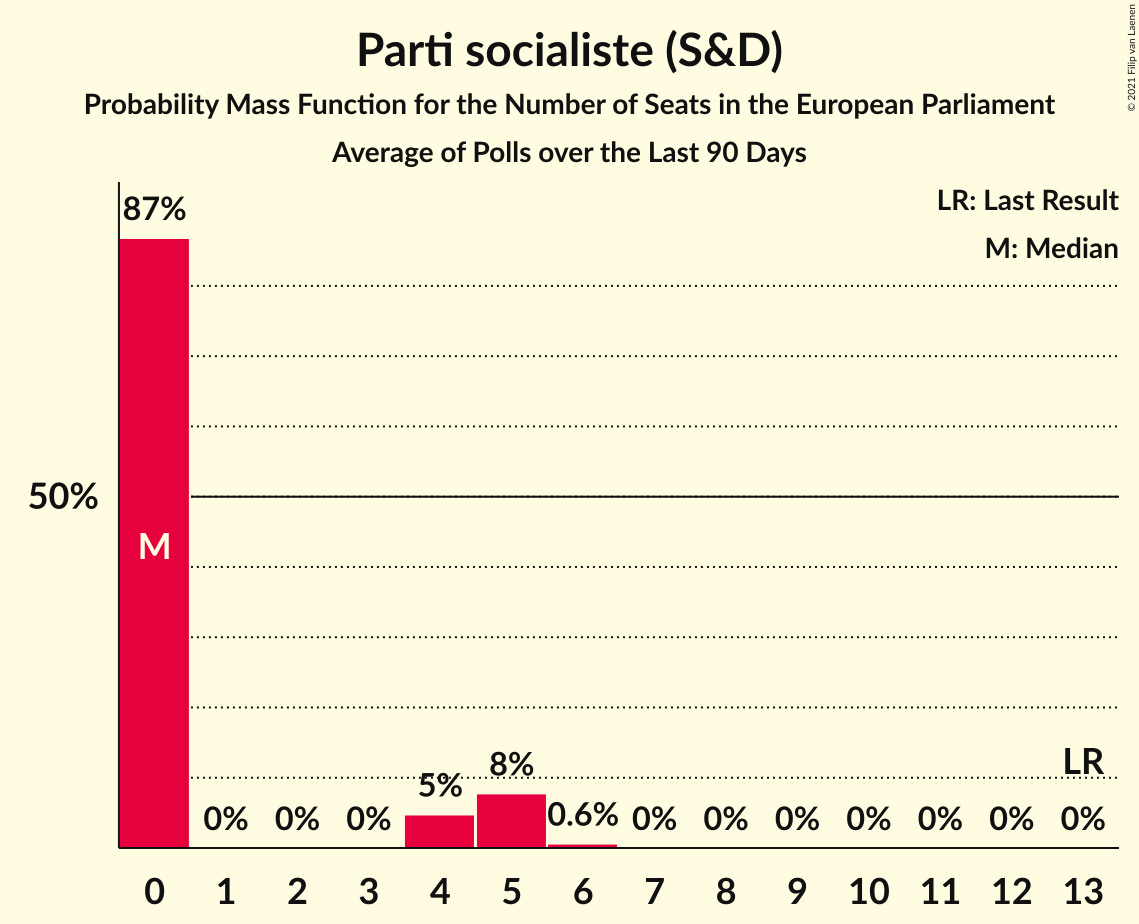 Parti socialiste (S&D)
Probability Mass Function for the Number of Seats in the European Parliament
Average of Polls over the Last 90 Days
© 2021 Filip van Laenen
LR: Last Result
M: Median
87%
50%
M
LR
5% 8%
0% 0% 0% 0.6% 0% 0% 0% 0% 0% 0% 0%
0 1 2 3 4 5 6 7 8 9 10 11 12 13